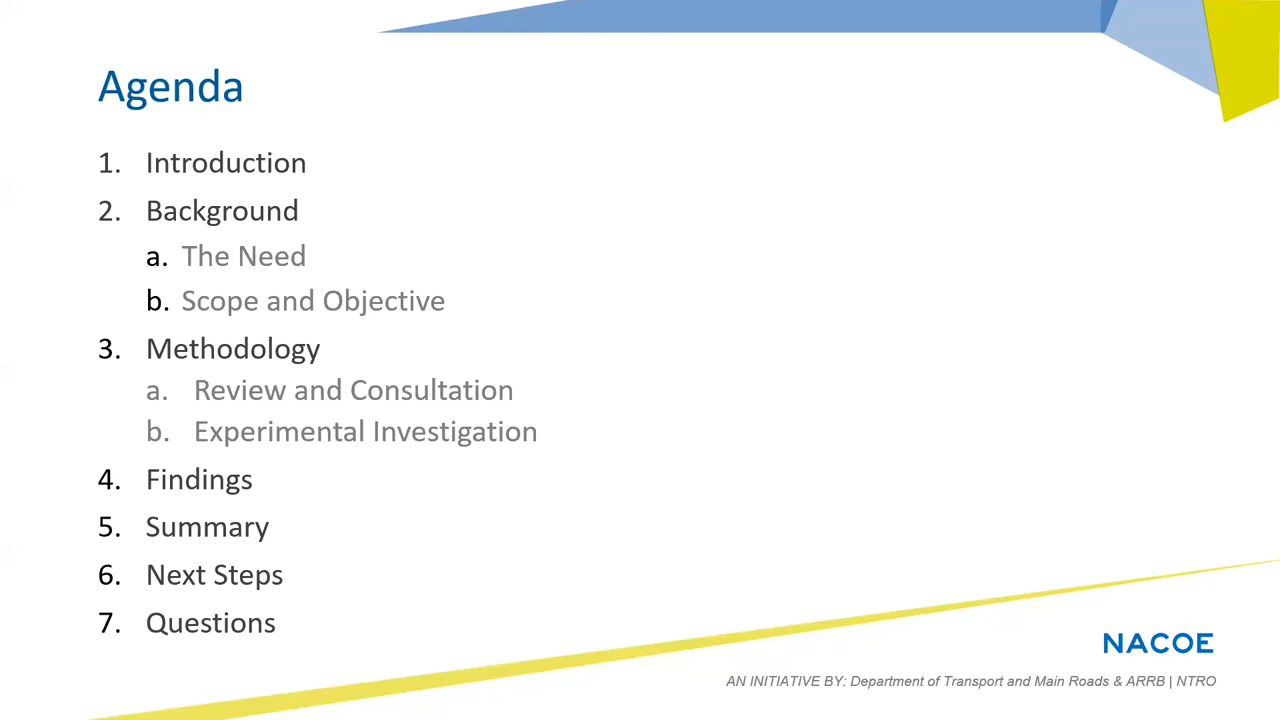 Agenda
1. Introduction
2. Background
a. The Need
b. Scope and Objective
3. Methodology
a. Review and Consultation
b. Experimental Investigation
4. Findings
5. Summary
6. Next Steps
7. Questions
NACOE
AN INITIATIVE BY: Department of Transport and Main Roads & ARRB | NTRO